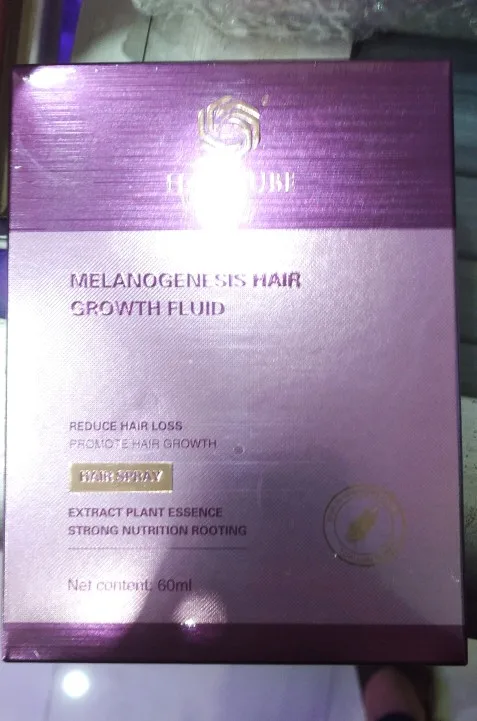 MELANOGENESIS HAIR
GROWTH FLUID
REDUCE HAIR LOSS
PROMOTE HAIR GROWTH
HAIR SPRAY
EXTRACT PLANT ESSENCE
STRONG NUTRITION ROOTING
Net content: 60ml